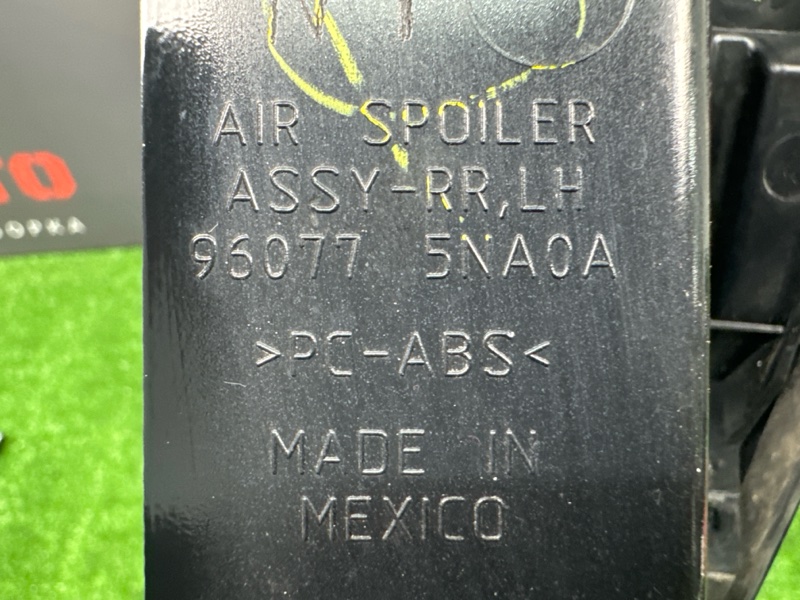 AIR SPOILER
ASSY-RR,LH
96077 5NA0A
>PC-ABS<
MADE IN
MEXICO